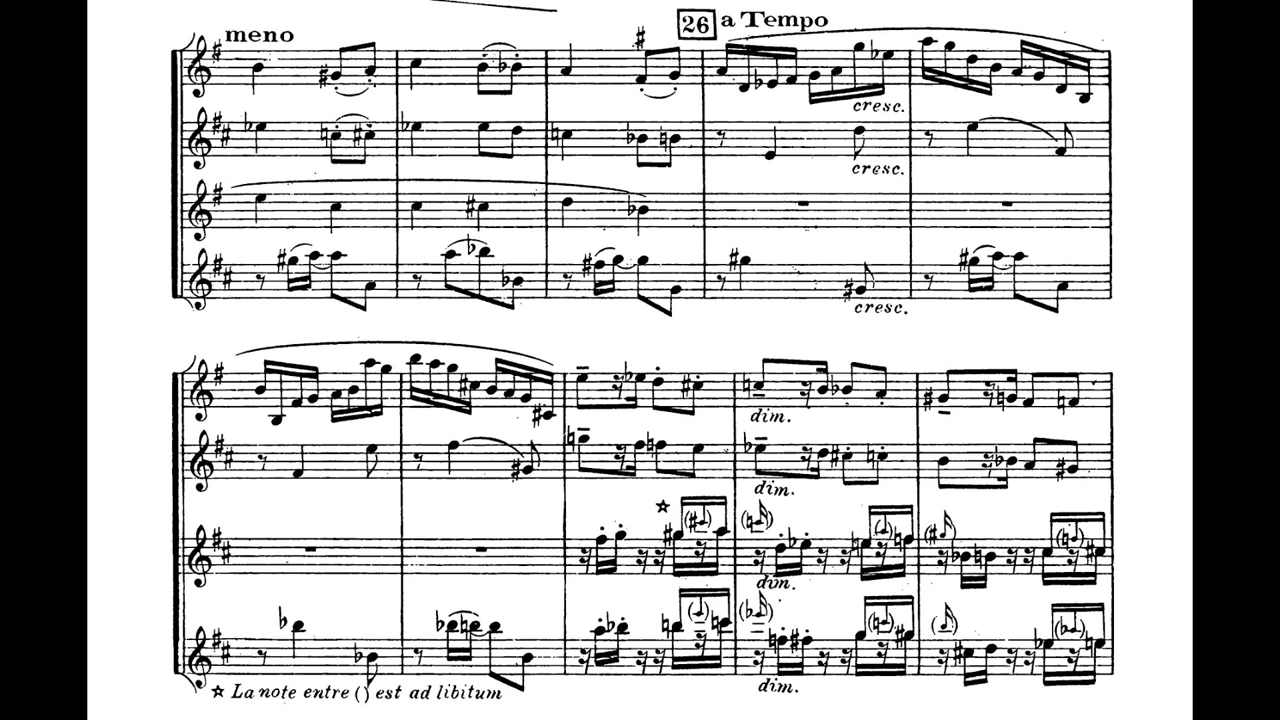 meno
26 a Tempo
cresc.
cresc.
cresc.
dim.
dim.
dim.
dim.
☆ La note entre ( ) est ad libitum